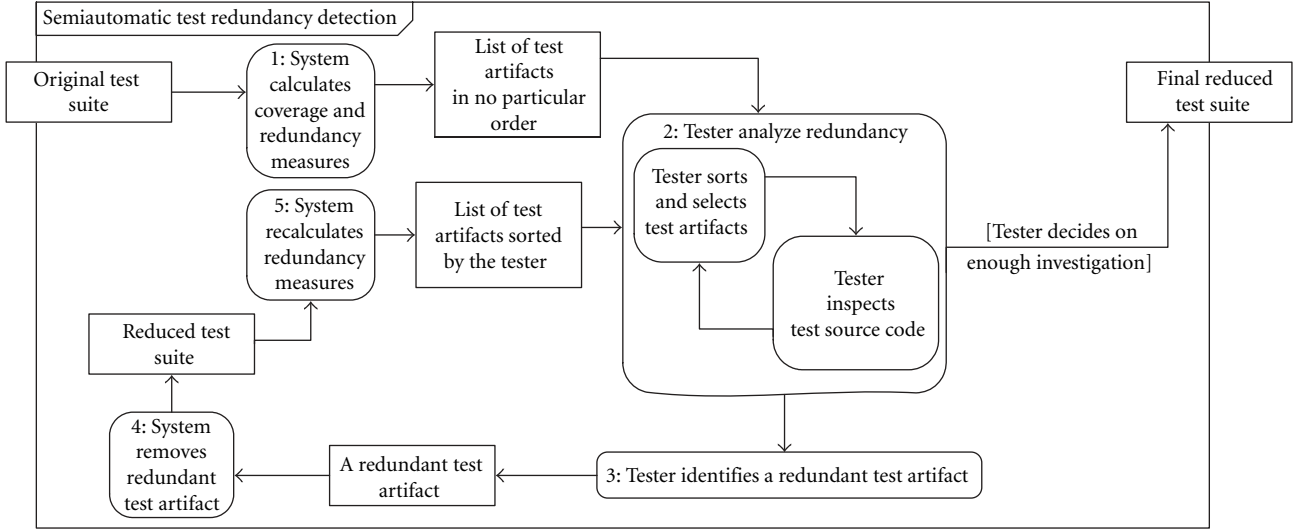 Semiautomatic test redundancy detection
Original test
suite
1: System
calculates
coverage and
redundancy
measures
List of test
artifacts
in no particular
order
Final reduced
test suite
2: Tester analyze redundancy
Tester sorts
and selects
test artifacts
Tester
inspects
test source code
[Tester decides on
enough investigation]
5: System
recalculates
redundancy
measures
List of test
artifacts sorted
by the tester
Reduced test
suite
4: System
removes
redundant
test artifact
A redundant test
artifact
3: Tester identifies a redundant test artifact